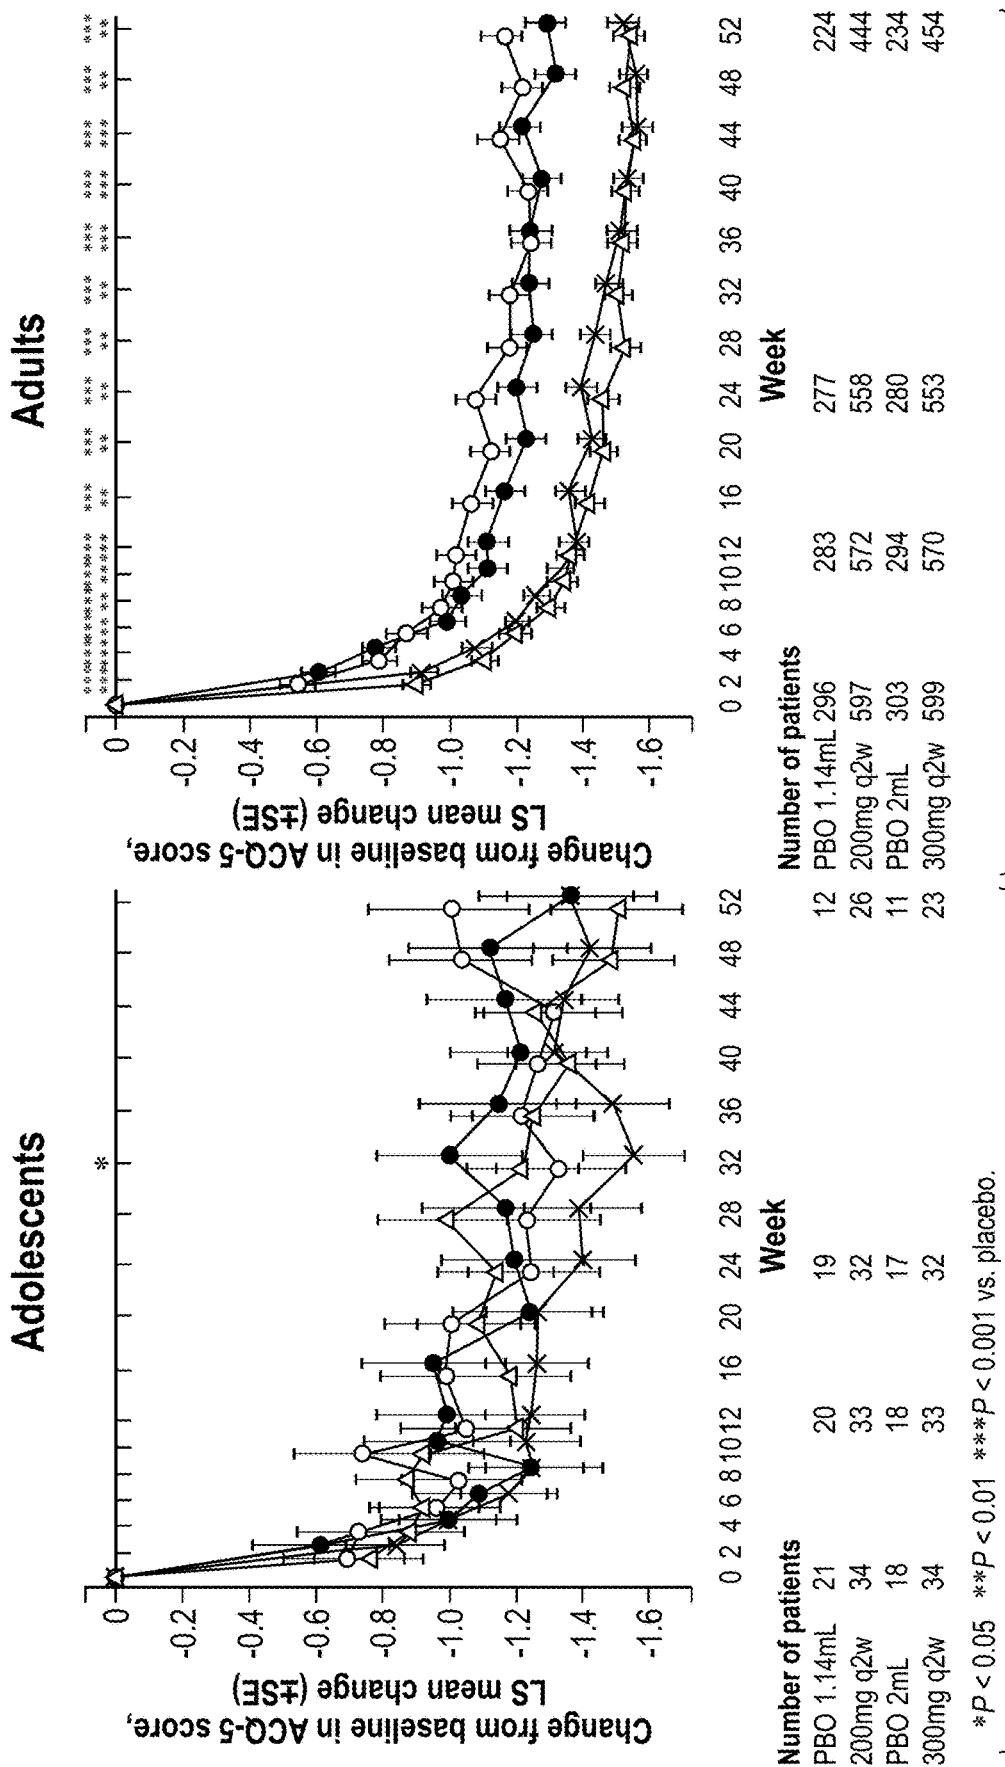 Adolescents
Change from baseline in ACQ-5 score,
LS mean change (±SE)
0
-0.2
-0.4
-0.6
-0.8
-1.0
-1.2
-1.4
-1.6
*
0 2 4 6 8 10 12 16 20 24 28 32 36 40 44 48 52
Week
Number of patients
PBO 1.14mL 21 20 19 12
200mg q2w 34 33 32 26
PBO 2mL 18 18 17 11
300mg q2w 34 33 32 23
*P < 0.05 **P < 0.01 ***P < 0.001 vs. placebo.
Adults
Change from baseline in ACQ-5 score,
LS mean change (±SE)
0
-0.2
-0.4
-0.6
-0.8
-1.0
-1.2
-1.4
-1.6
0 2 4 6 8 10 12 16 20 24 28 32 36 40 44 48 52
Week
Number of patients
PBO 1.14mL 296 283 277 224
200mg q2w 597 572 558 444
PBO 2mL 303 294 280 234
300mg q2w 599 570 553 454